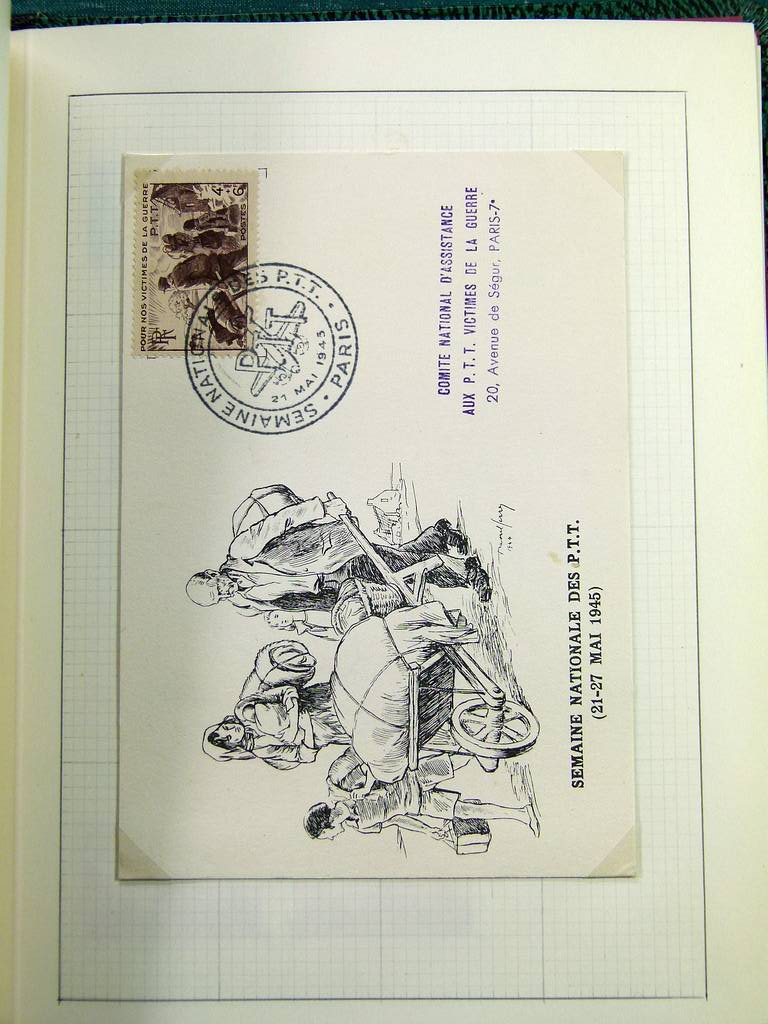 POUR NOS VICTIMES DE LA GUERRE
P.T.T.
4F
+6F
POSTES
RF
SEMAINE NATIONALE DES P.T.T. • PARIS •
PTT
21 MAI 1945
COMITE NATIONAL D'ASSISTANCE
AUX P.T.T. VICTIMES DE LA GUERRE
20, Avenue de Ségur, PARIS-7e
SEMAINE NATIONALE DES P.T.T.
(21-27 MAI 1945)